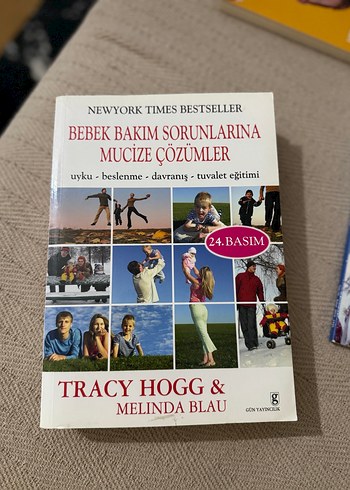 NEWYORK TIMES BESTSELLER
BEBEK BAKIM SORUNLARINA
MUCİZE ÇÖZÜMLER
uyku - beslenme - davranış - tuvalet eğitimi
24. BASIM
TRACY HOGG &
MELINDA BLAU
g
GÜN YAYINCILIK